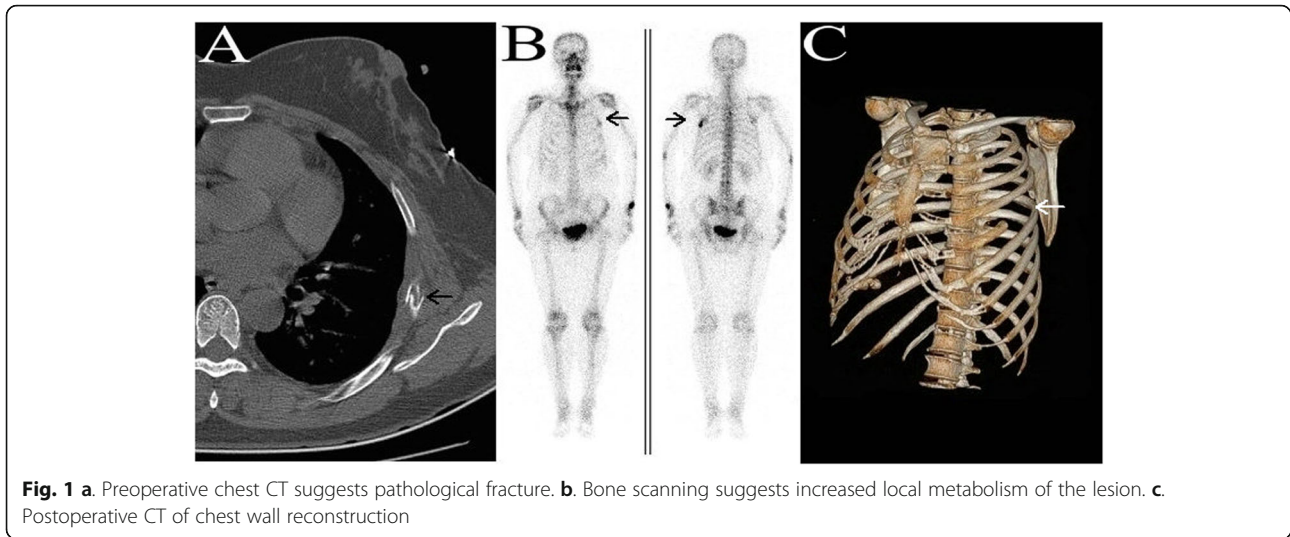 A
B
C
Fig. 1 a. Preoperative chest CT suggests pathological fracture. b. Bone scanning suggests increased local metabolism of the lesion. c.
Postoperative CT of chest wall reconstruction